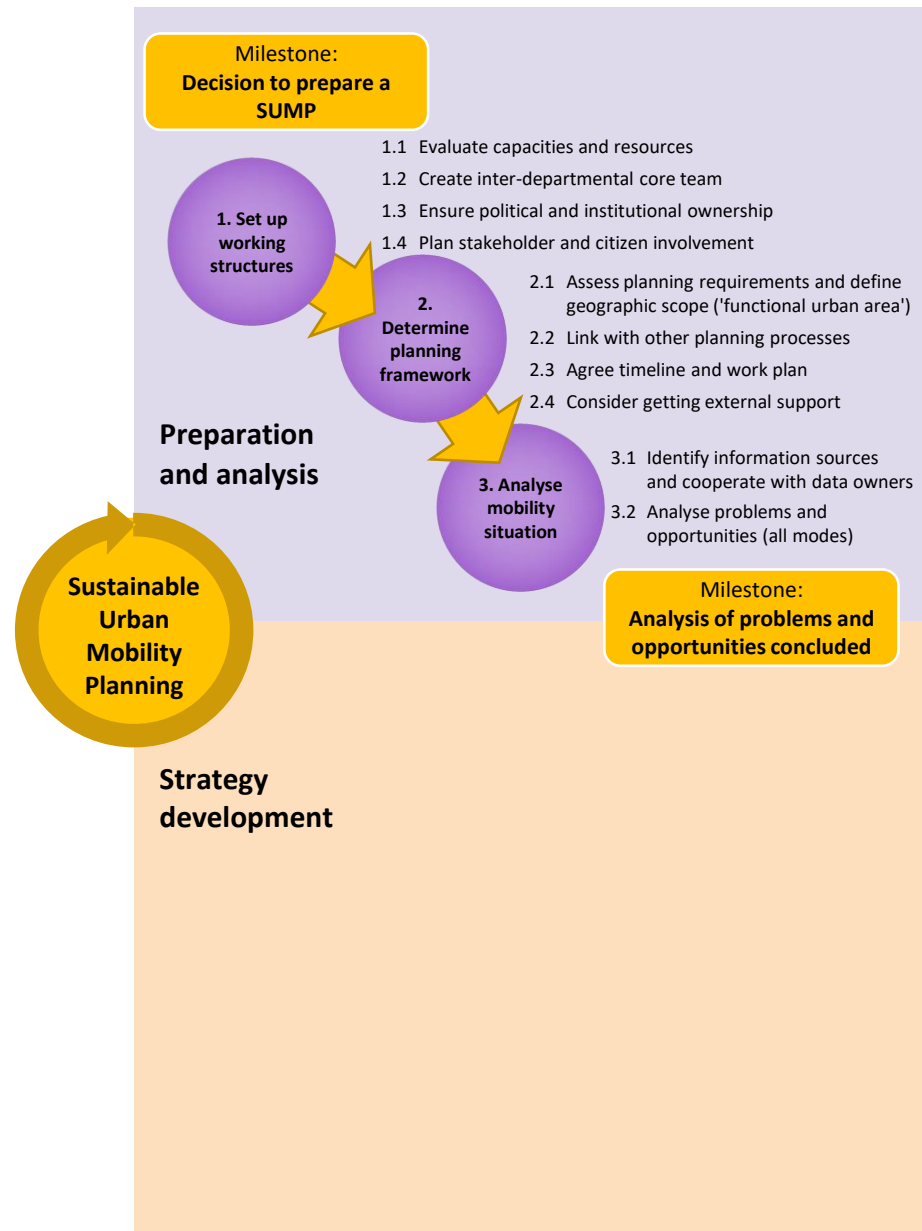 Milestone:
Decision to prepare a
SUMP
1.1 Evaluate capacities and resources
1.2 Create inter-departmental core team
1.3 Ensure political and institutional ownership
1.4 Plan stakeholder and citizen involvement
1. Set up
working
structures
2.1 Assess planning requirements and define
geographic scope ('functional urban area')
2.2 Link with other planning processes
2.3 Agree timeline and work plan
2.4 Consider getting external support
2.
Determine
planning
framework
Preparation
and analysis
3. Analyse
mobility
situation
3.1 Identify information sources
and cooperate with data owners
3.2 Analyse problems and
opportunities (all modes)
Milestone:
Analysis of problems and
opportunities concluded
Sustainable
Urban
Mobility
Planning
Strategy
development